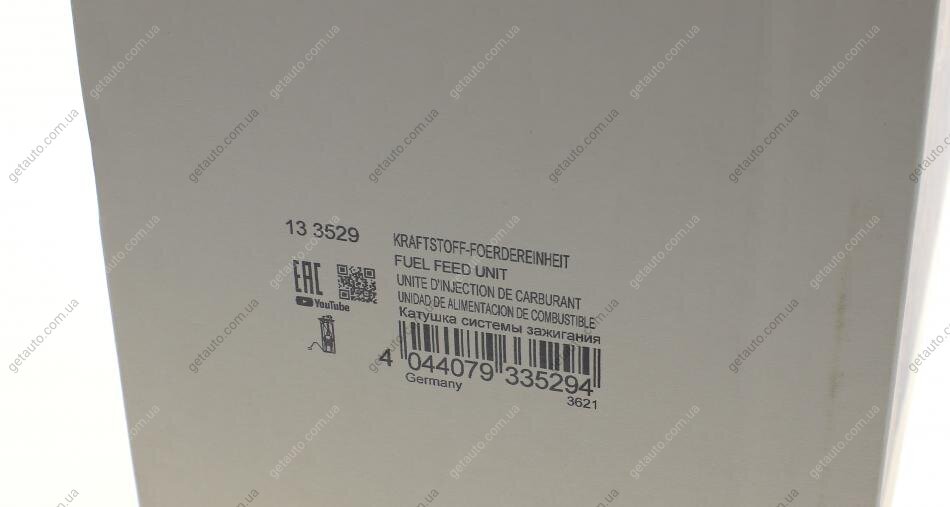 13 3529
KRAFTSTOFF-FOERDEREINHEIT
FUEL FEED UNIT
UNITE D'INJECTION DE CARBURANT
UNIDAD DE ALIMENTACION DE COMBUSTIBLE
Катушка системы зажигания
EAC
YouTube
4 044079 335294
Germany
3621
getauto.com.ua